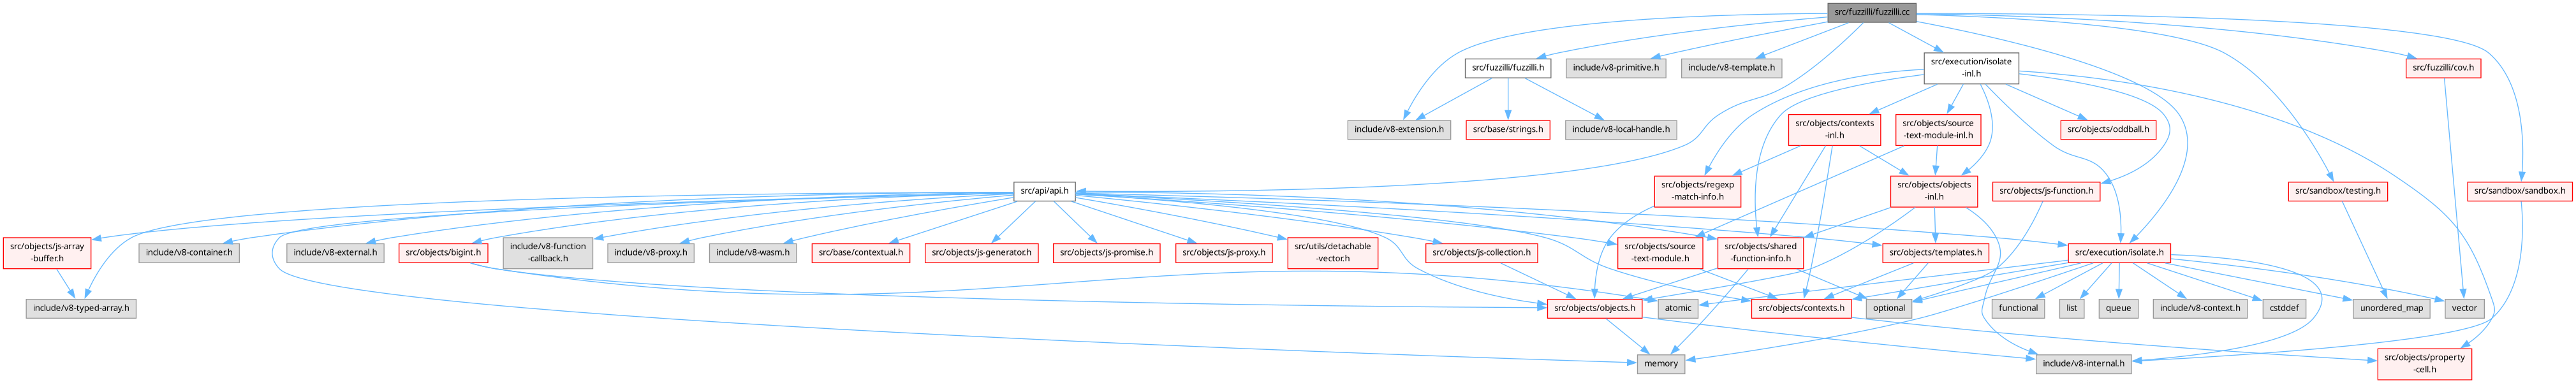 src/fuzzilli/fuzzilli.cc
src/fuzzilli/fuzzilli.h
include/v8-primitive.h
include/v8-template.h
src/execution/isolate
-inl.h
src/fuzzilli/cov.h
include/v8-extension.h
src/base/strings.h
include/v8-local-handle.h
src/objects/contexts
-inl.h
src/objects/source
-text-module-inl.h
src/objects/oddball.h
src/api/api.h
src/objects/regexp
-match-info.h
src/objects/objects
-inl.h
src/objects/js-function.h
src/sandbox/testing.h
src/sandbox/sandbox.h
src/objects/js-array
-buffer.h
include/v8-container.h
include/v8-external.h
src/objects/bigint.h
include/v8-function
-callback.h
include/v8-proxy.h
include/v8-wasm.h
src/base/contextual.h
src/objects/js-generator.h
src/objects/js-promise.h
src/objects/js-proxy.h
src/utils/detachable
-vector.h
src/objects/js-collection.h
src/objects/source
-text-module.h
src/objects/shared
-function-info.h
src/objects/templates.h
src/execution/isolate.h
include/v8-typed-array.h
src/objects/objects.h
atomic
src/objects/contexts.h
optional
functional
list
queue
include/v8-context.h
cstddef
unordered_map
vector
memory
include/v8-internal.h
src/objects/property
-cell.h